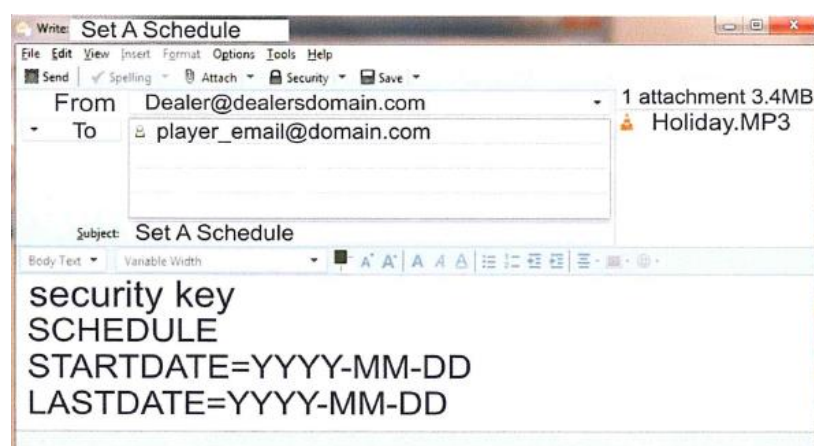 Write: Set A Schedule
File Edit View Insert Format Options Tools Help
Send Spelling Attach Security Save
From Dealer@dealersdomain.com
1 attachment 3.4MB
To player_email@domain.com
Holiday.MP3
Subject: Set A Schedule
Body Text Variable Width
security key
SCHEDULE
STARTDATE=YYYY-MM-DD
LASTDATE=YYYY-MM-DD